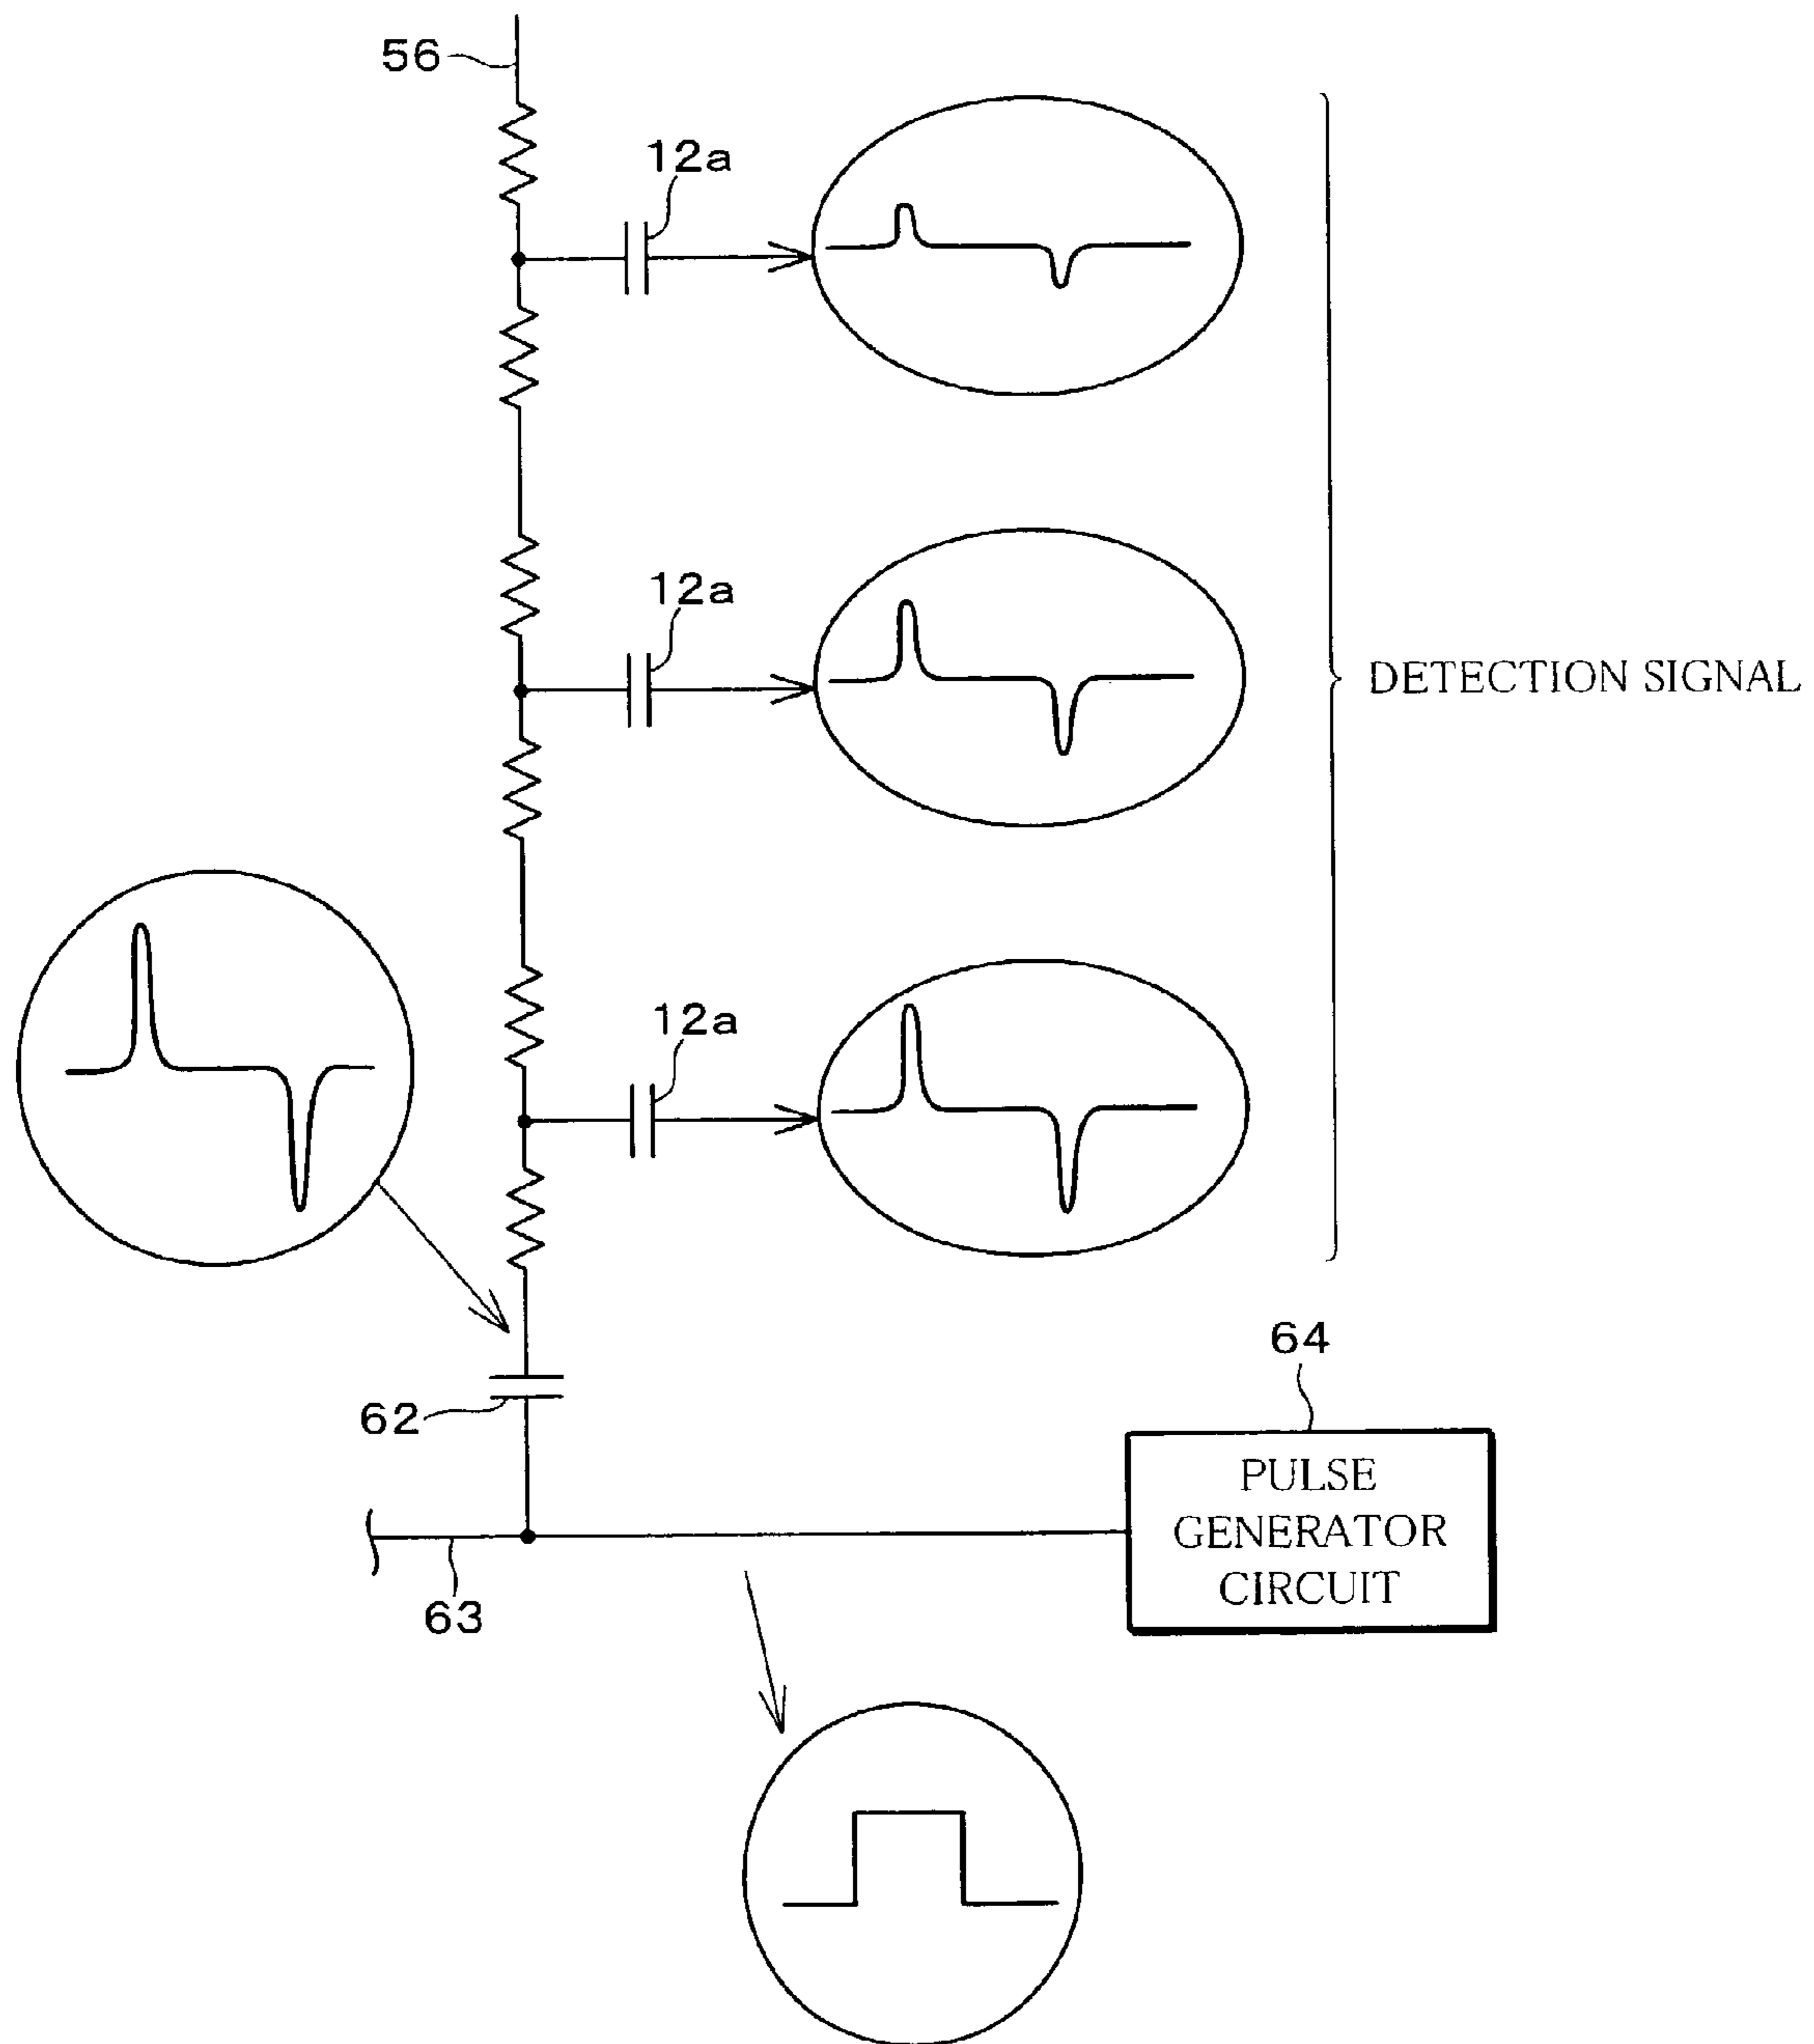 56
12a
12a
DETECTION SIGNAL
12a
64
62
PULSE
GENERATOR
CIRCUIT
63